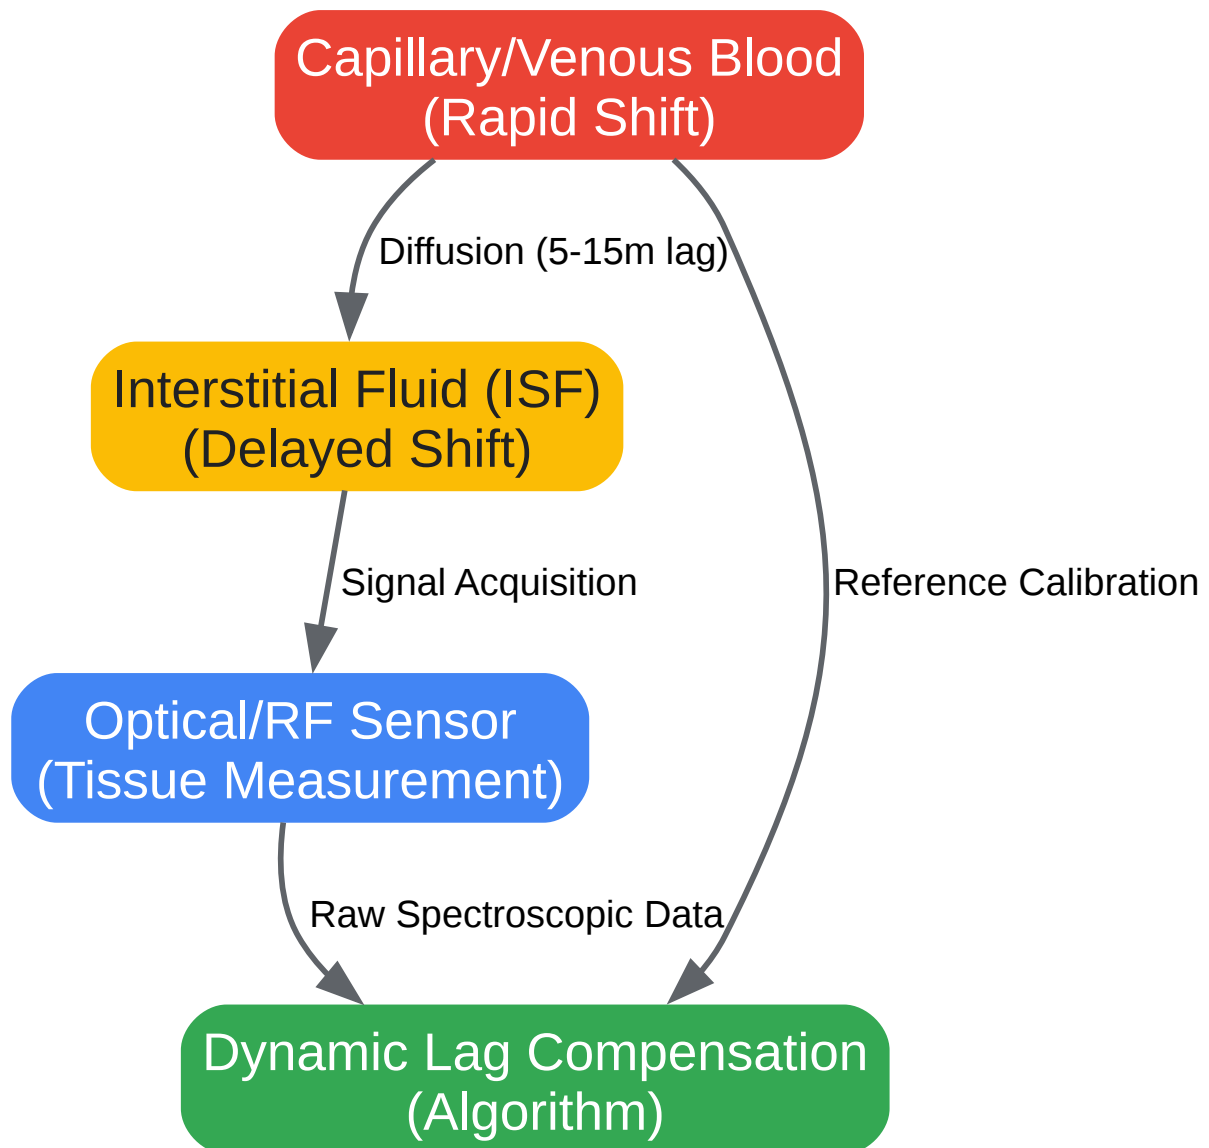 Capillary/Venous Blood
(Rapid Shift)
Diffusion (5-15m lag)
Interstitial Fluid (ISF)
(Delayed Shift)
Signal Acquisition
Reference Calibration
Optical/RF Sensor
(Tissue Measurement)
Raw Spectroscopic Data
Dynamic Lag Compensation
(Algorithm)